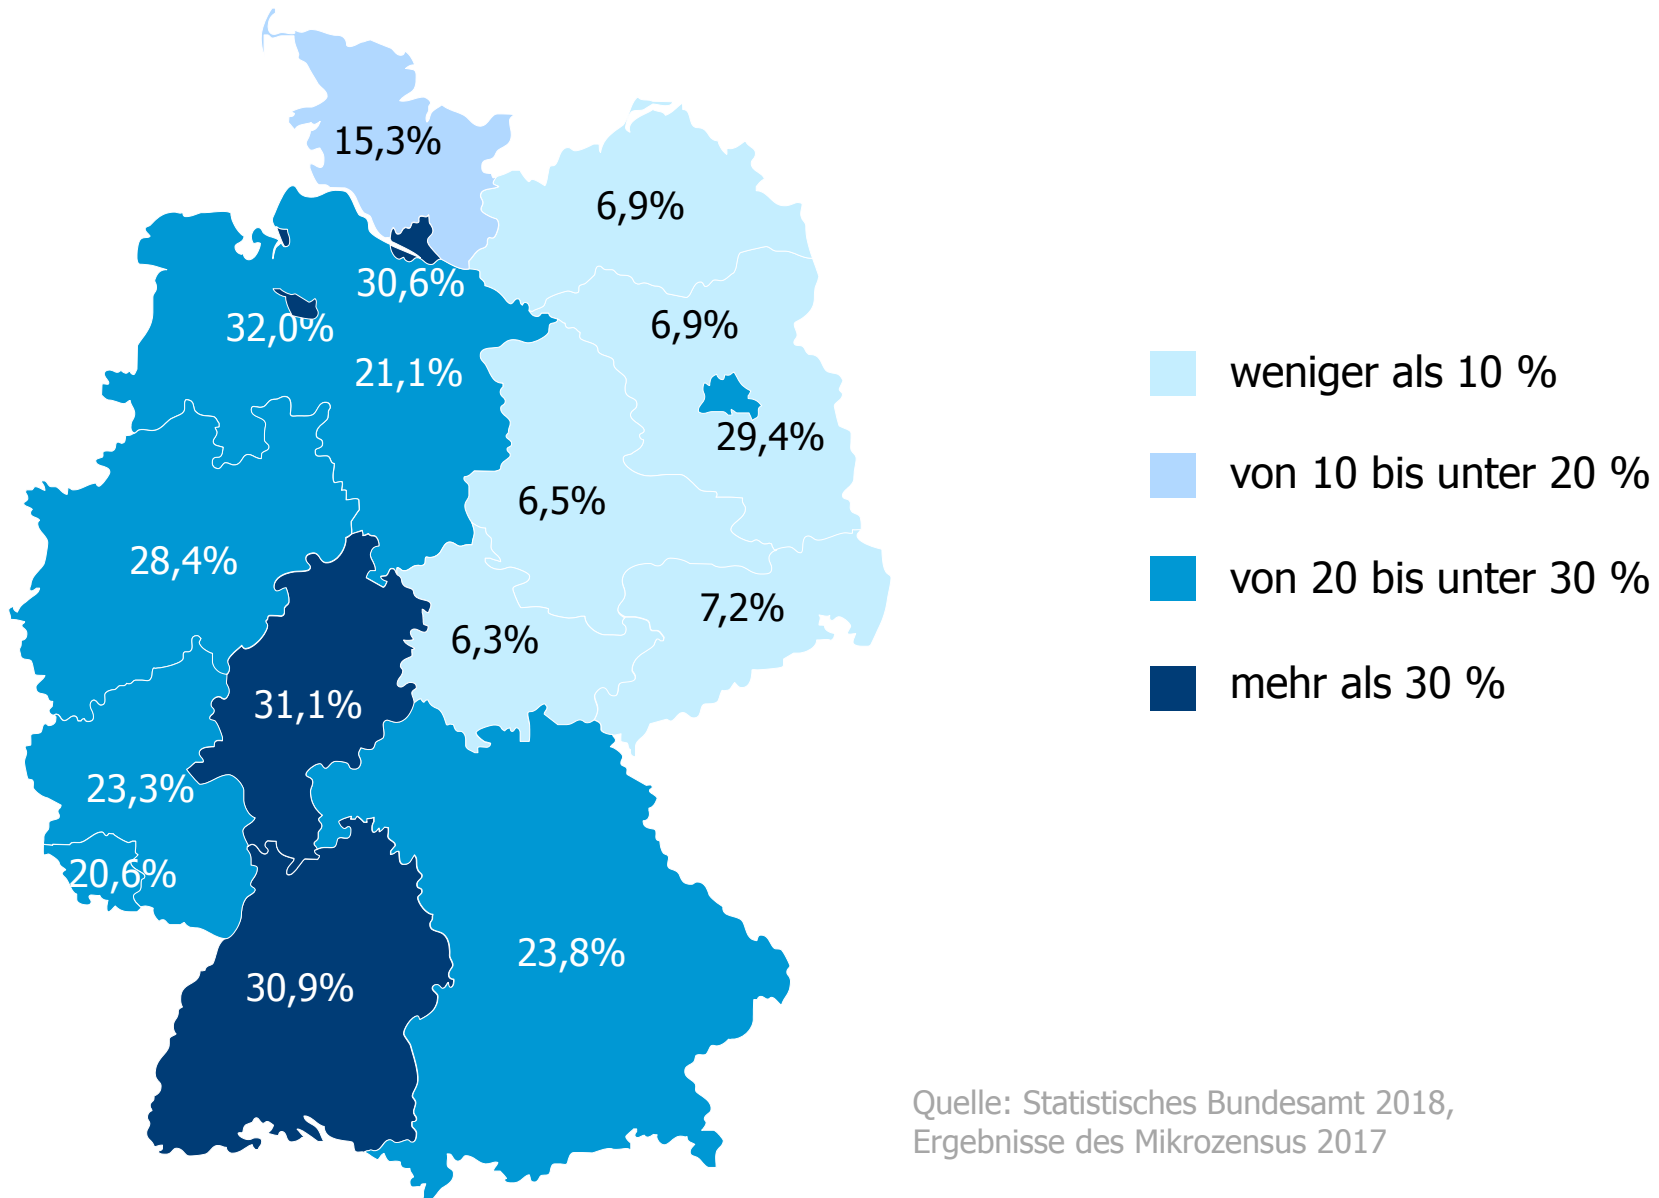 15,3%
6,9%
30,6%
32,0%
6,9%
21,1%
29,4%
6,5%
28,4%
7,2%
6,3%
31,1%
23,3%
20,6%
23,8%
30,9%
weniger als 10 %
von 10 bis unter 20 %
von 20 bis unter 30 %
mehr als 30 %
Quelle: Statistisches Bundesamt 2018,
Ergebnisse des Mikrozensus 2017